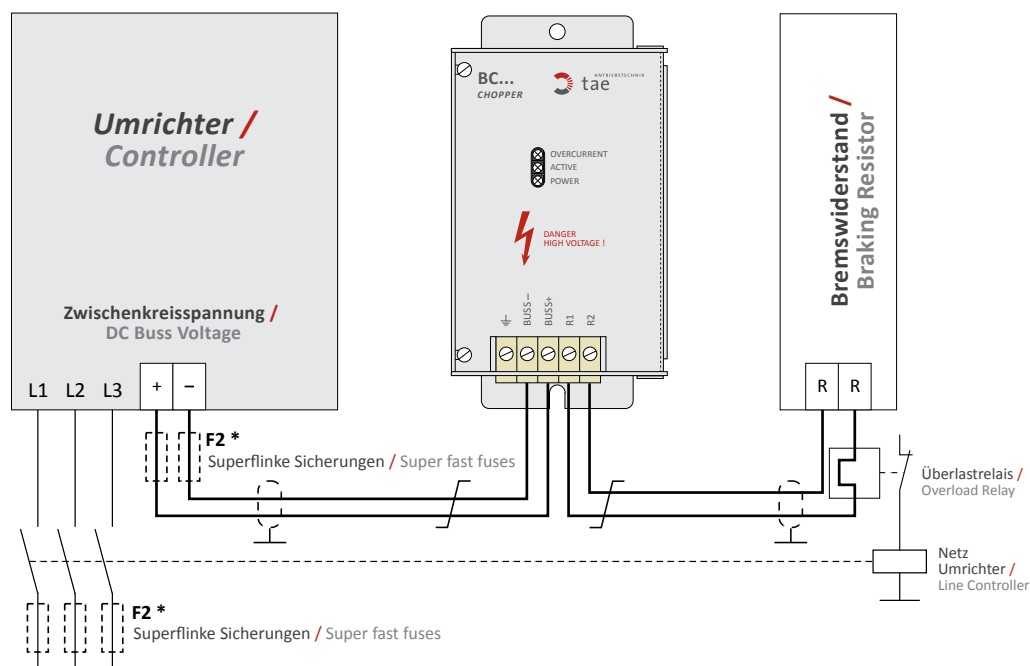 Umrichter /
Controller
Zwischenkreisspannung /
DC Buss Voltage
L1 L2 L3 + −
BC...
CHOPPER
ANTRIEBSTECHNIK
tae
OVERCURRENT
ACTIVE
POWER
DANGER
HIGH VOLTAGE !
BUSS −
BUSS+
R1
R2
Bremswiderstand /
Braking Resistor
R R
F2 *
Superflinke Sicherungen / Super fast fuses
Überlastrelais /
Overload Relay
Netz
Umrichter /
Line Controller
F2 *
Superflinke Sicherungen / Super fast fuses